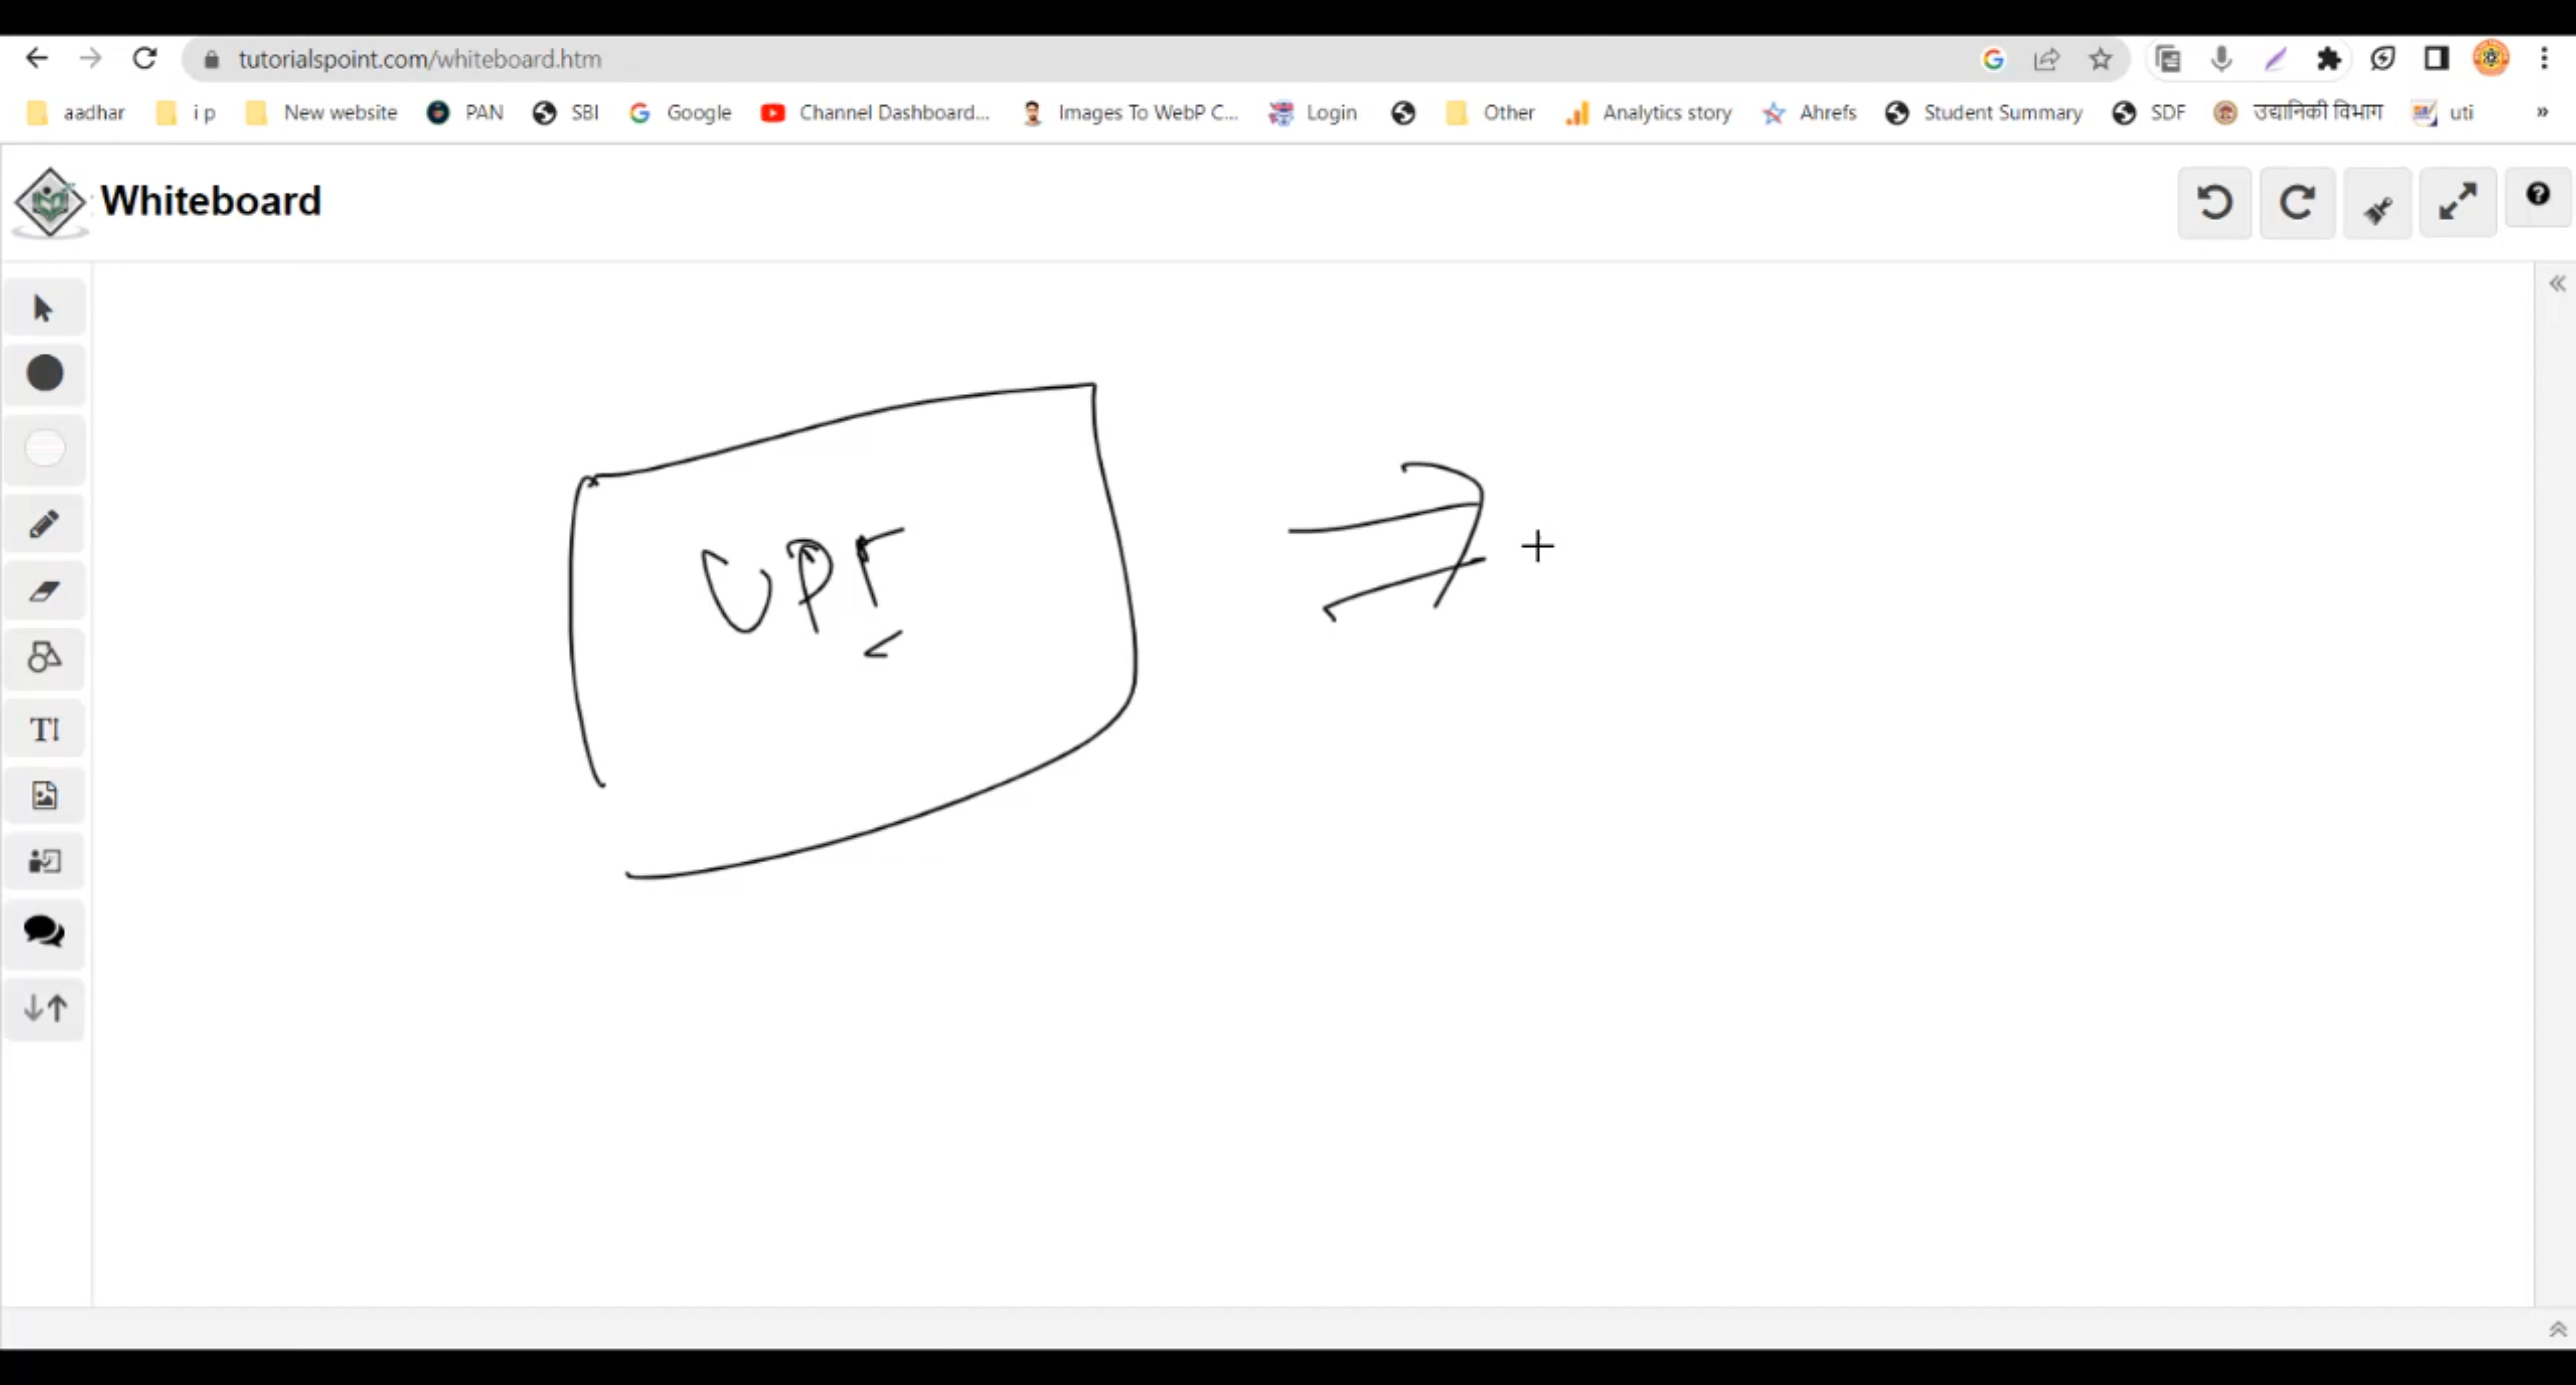 tutorialspoint.com/whiteboard.htm
aadhar i p New website PAN SBI Google Channel Dashboard... Images To WebP C... Login Other Analytics story Ahrefs Student Summary SDF उद्यानिकी विभाग uti »
Whiteboard
UPI